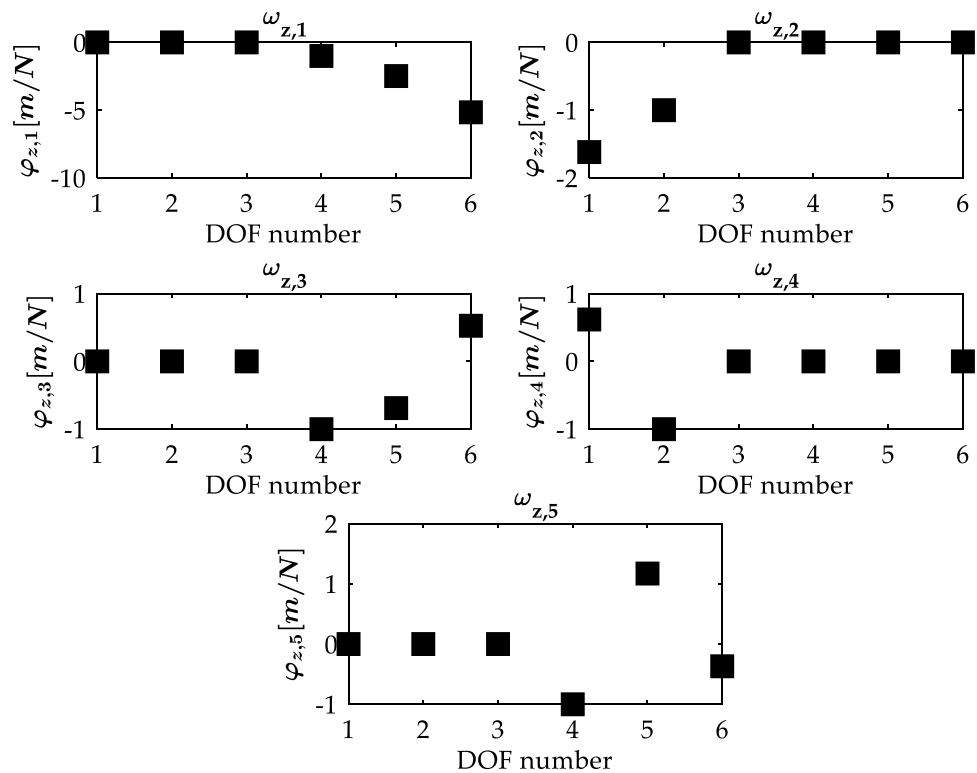 ω_z,1
φ_z,1[m/N]
0
-5
-10
1 2 3 4 5 6
DOF number
ω_z,2
φ_z,2[m/N]
0
-1
-2
1 2 3 4 5 6
DOF number
ω_z,3
φ_z,3[m/N]
1
0
-1
1 2 3 4 5 6
DOF number
ω_z,4
φ_z,4[m/N]
1
0
-1
1 2 3 4 5 6
DOF number
ω_z,5
φ_z,5[m/N]
2
1
0
-1
1 2 3 4 5 6
DOF number